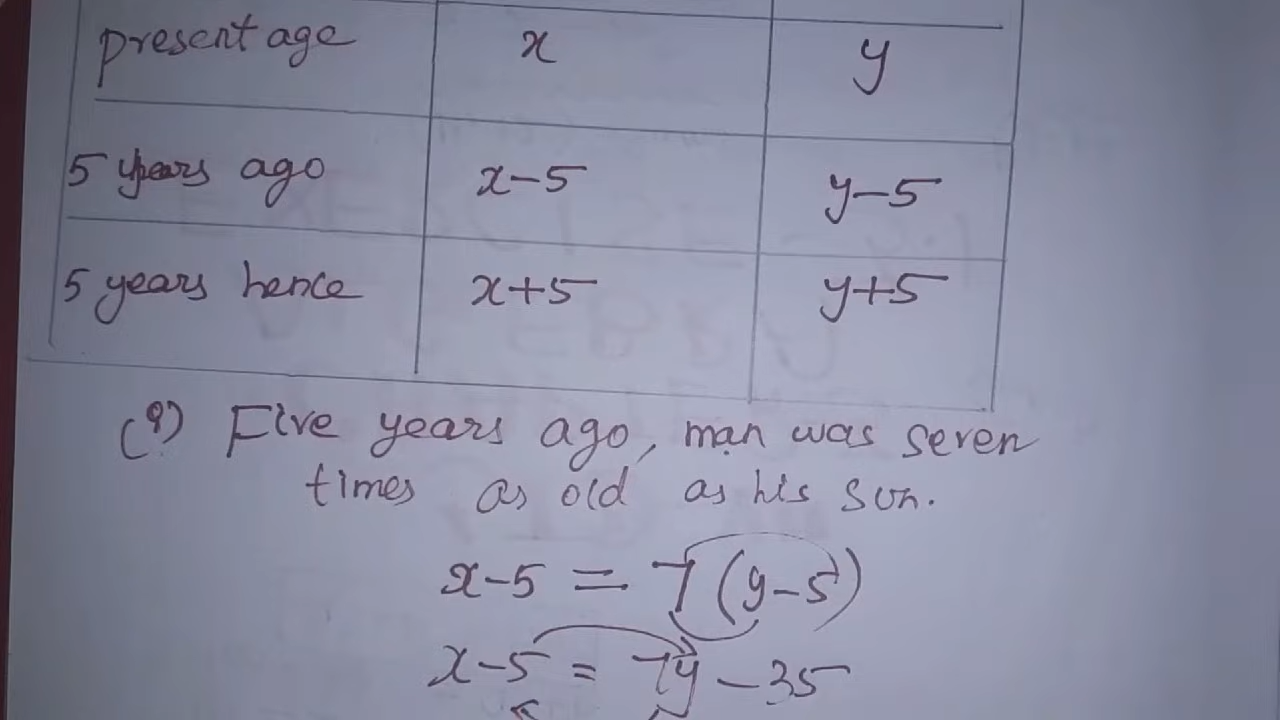 present age x y
5 years ago x-5 y-5
5 years hence x+5 y+5
(9) Five years ago, man was seven
times as old as his son.
x-5 = 7(y-5)
x-5 = 7y-35